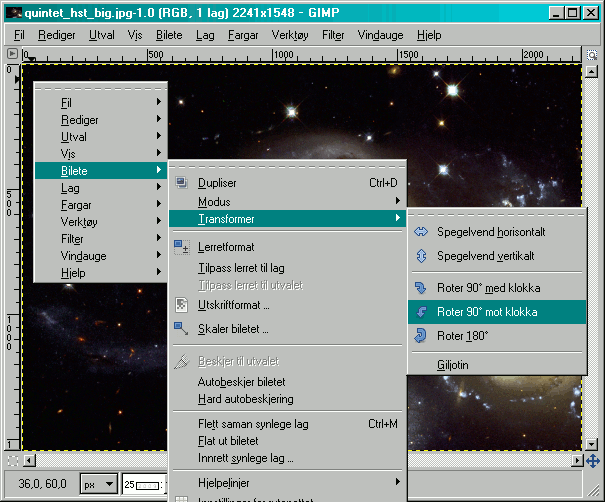 quintet_hst_big.jpg-1.0 (RGB, 1 lag) 2241x1548 – GIMP
Fil Rediger Utval Vis Bilete Lag Fargar Verktøy Filter Vindauge Hjelp
0 500 1000 1500 2000
0
500
1
Fil
Rediger
Utval
Vis
Bilete
Lag
Fargar
Verktøy
Filter
Vindauge
Hjelp
Dupliser Ctrl+D
Modus
Transformer
Lerretformat
Tilpass lerret til lag
Tilpass lerret til utvalet
Utskriftformat ...
Skaler biletet ...
Beskjer til utvalet
Autobeskjer biletet
Hard autobeskjering
Flett saman synlege lag Ctrl+M
Flat ut biletet
Innrett synlege lag ...
Hjelpelinjer
Spegelvend horisontalt
Spegelvend vertikalt
Roter 90° med klokka
Roter 90° mot klokka
Roter 180°
Giljotin
36,0, 60,0 px 25